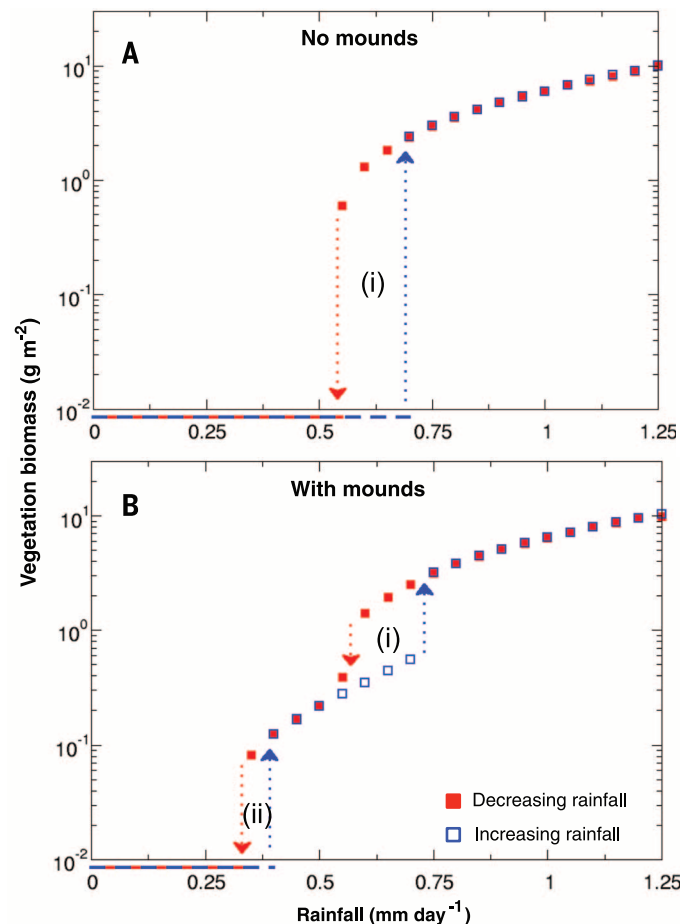 A
No mounds
10^1
10^0
10^-1
10^-2
(i)
0 0.25 0.5 0.75 1 1.25
Vegetation biomass (g m^-2)
B
With mounds
10^1
10^0
10^-1
10^-2
(i)
(ii)
Decreasing rainfall
Increasing rainfall
0 0.25 0.5 0.75 1 1.25
Rainfall (mm day^-1)